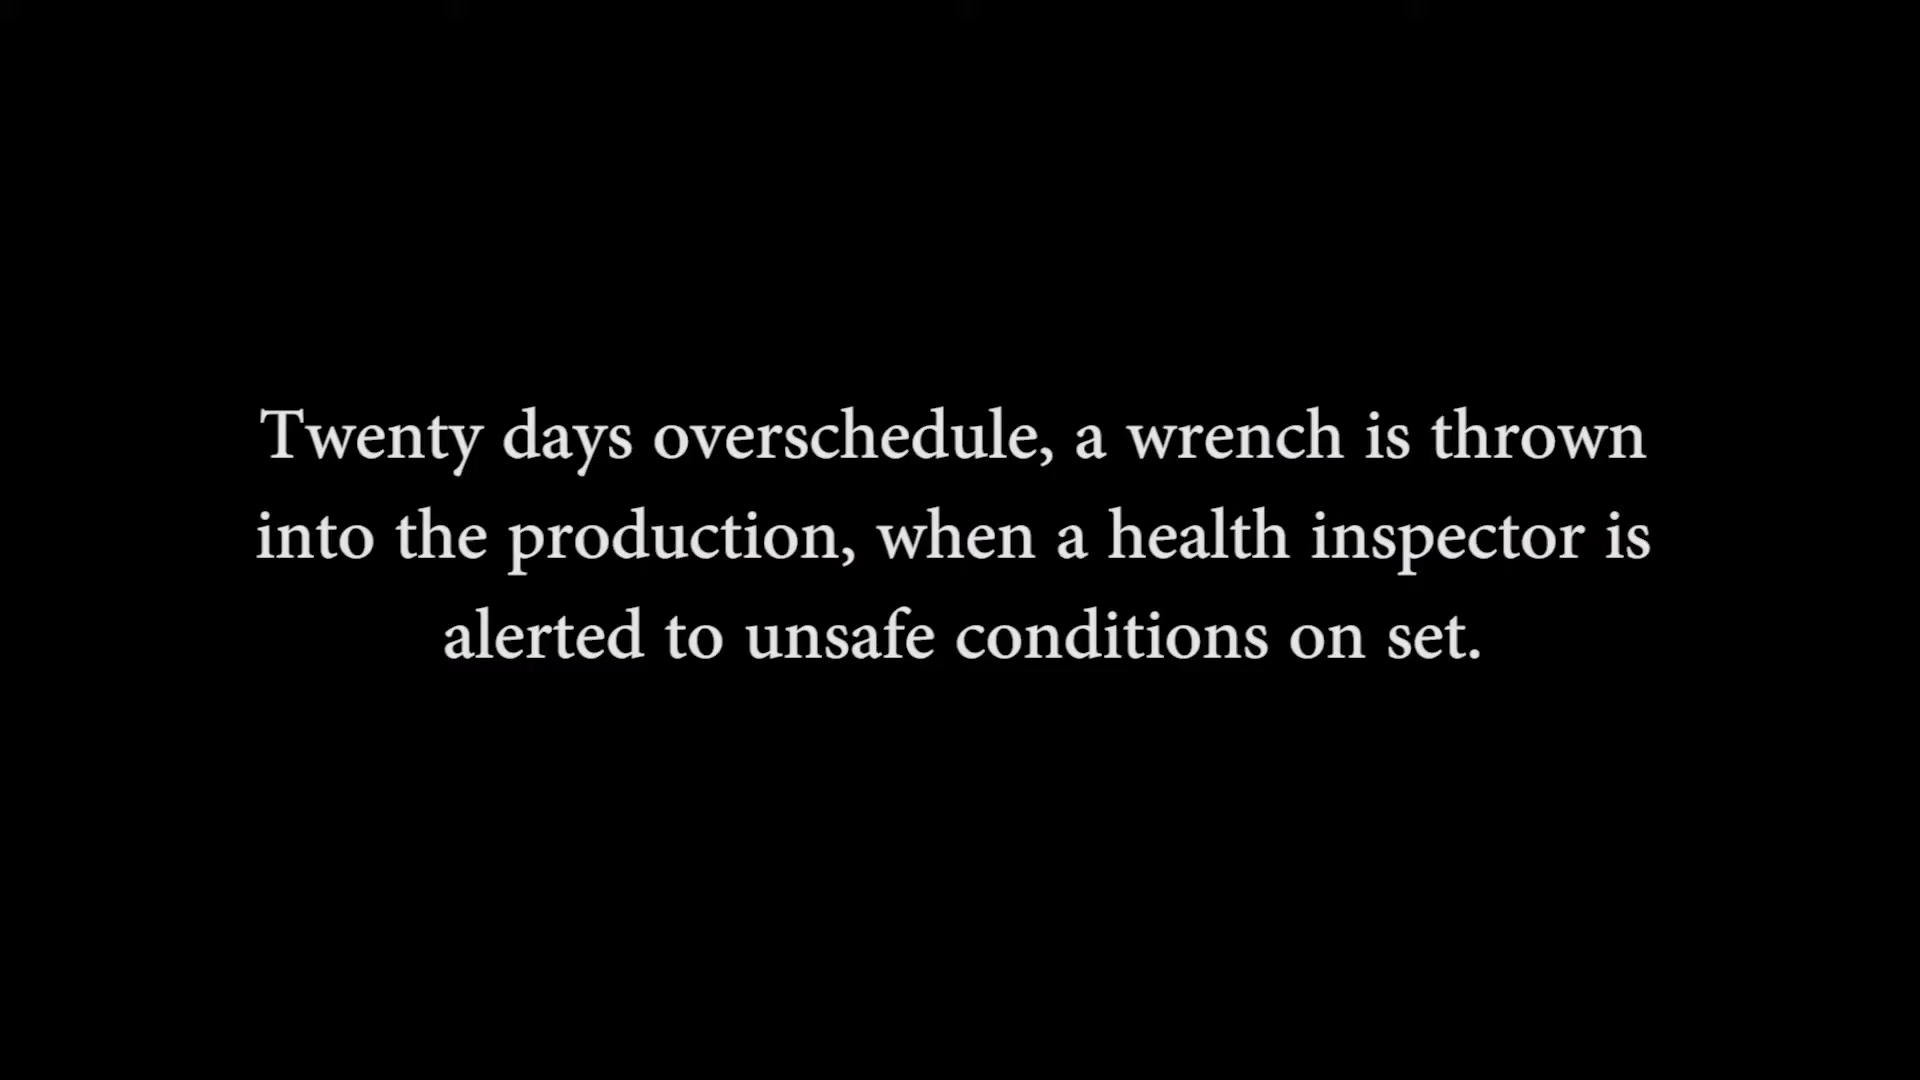 Twenty days overschedule, a wrench is thrown
into the production, when a health inspector is
alerted to unsafe conditions on set.